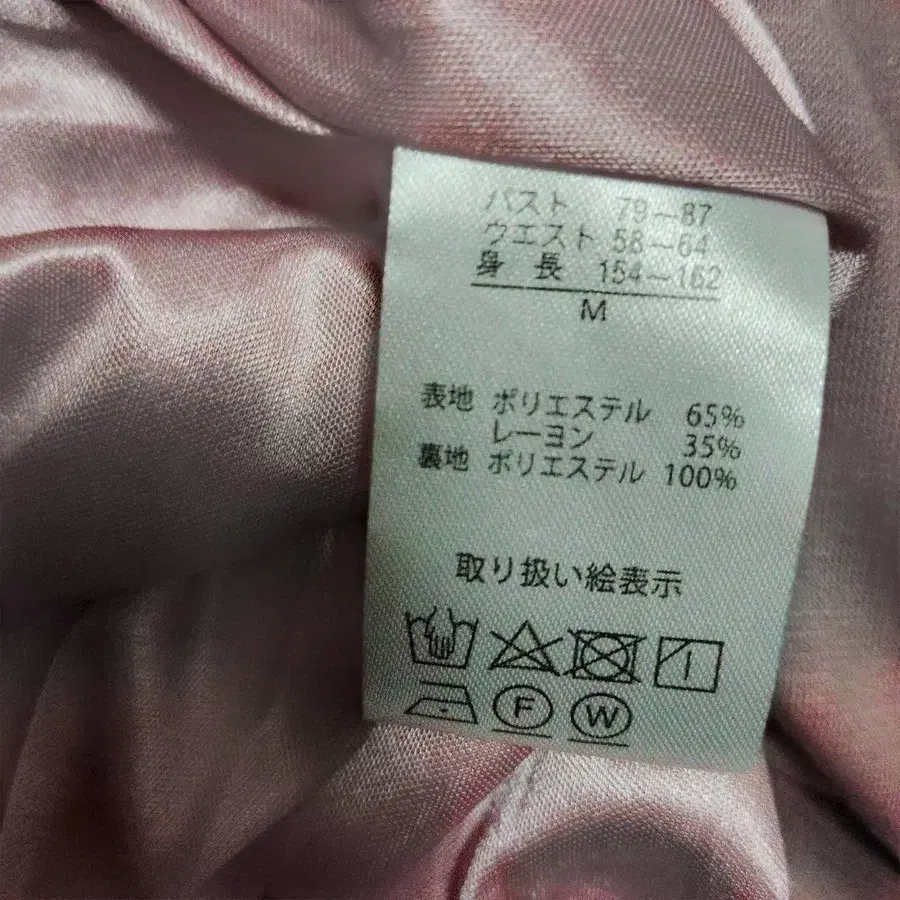 バスト 79－87
ウエスト 58－64
身長 154－162
M
表地 ポリエステル 65%
レーヨン 35%
裏地 ポリエステル 100%
取り扱い絵表示
F W